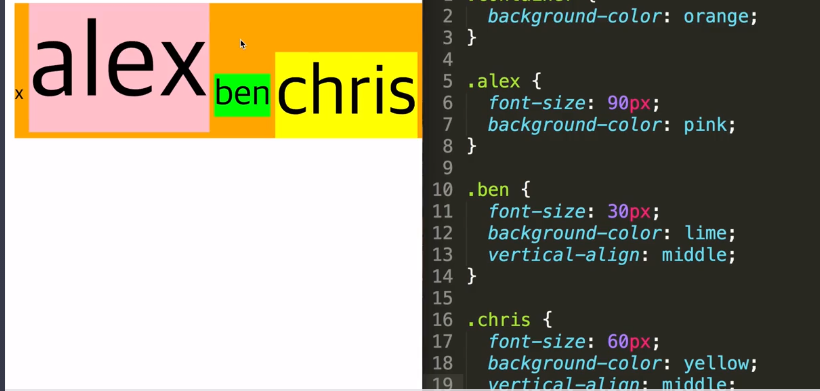 x alex ben chris
2 background-color: orange;
3 }
4
5 .alex {
6 font-size: 90px;
7 background-color: pink;
8 }
9
10 .ben {
11 font-size: 30px;
12 background-color: lime;
13 vertical-align: middle;
14 }
15
16 .chris {
17 font-size: 60px;
18 background-color: yellow;
19 vertical-align: middle;